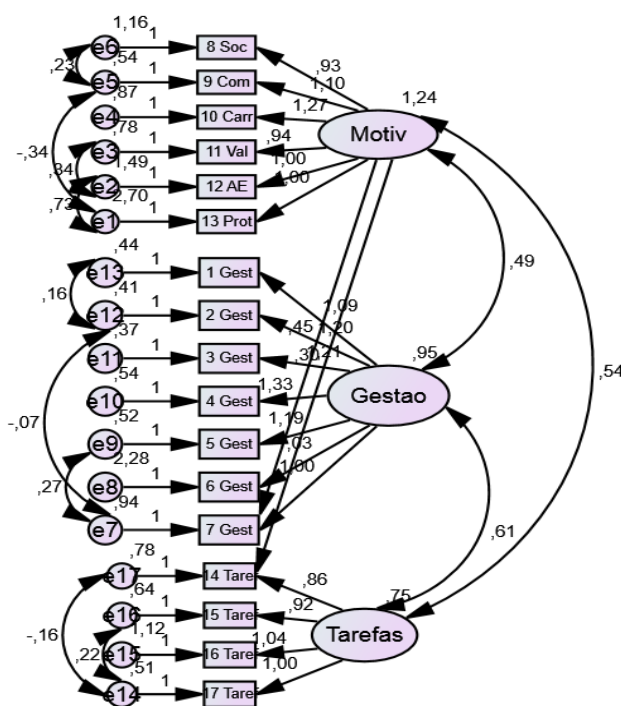 1,16
e6 1 8 Soc
,54
,23
e5 1 9 Com
,87
e4 1 10 Carr
,78
e3 1 11 Val
-,34
,34
1,49
e2 1 12 AE
2,70
,73
e1 1 13 Prot
,93
1,10
1,27
,94
1,00
,00
Motiv
1,24
,49
,54
,44
e13 1 1 Gest
,16
,41
e12 1 2 Gest
,37
e11 1 3 Gest
,54
e10 1 4 Gest
,52
-,07
e9 1 5 Gest
2,28
e8 1 6 Gest
,27
,94
e7 1 7 Gest
1,09
,45
1,20
,30
1,21
1,33
1,19
,03
1,00
,95
Gestao
,61
,78
e17 1 14 Tare
,64
e16 1 15 Tare
-,16
1,12
e15 1 16 Tare
,22
,51
e14 1 17 Tare
,86
,92
1,04
1,00
,75
Tarefas